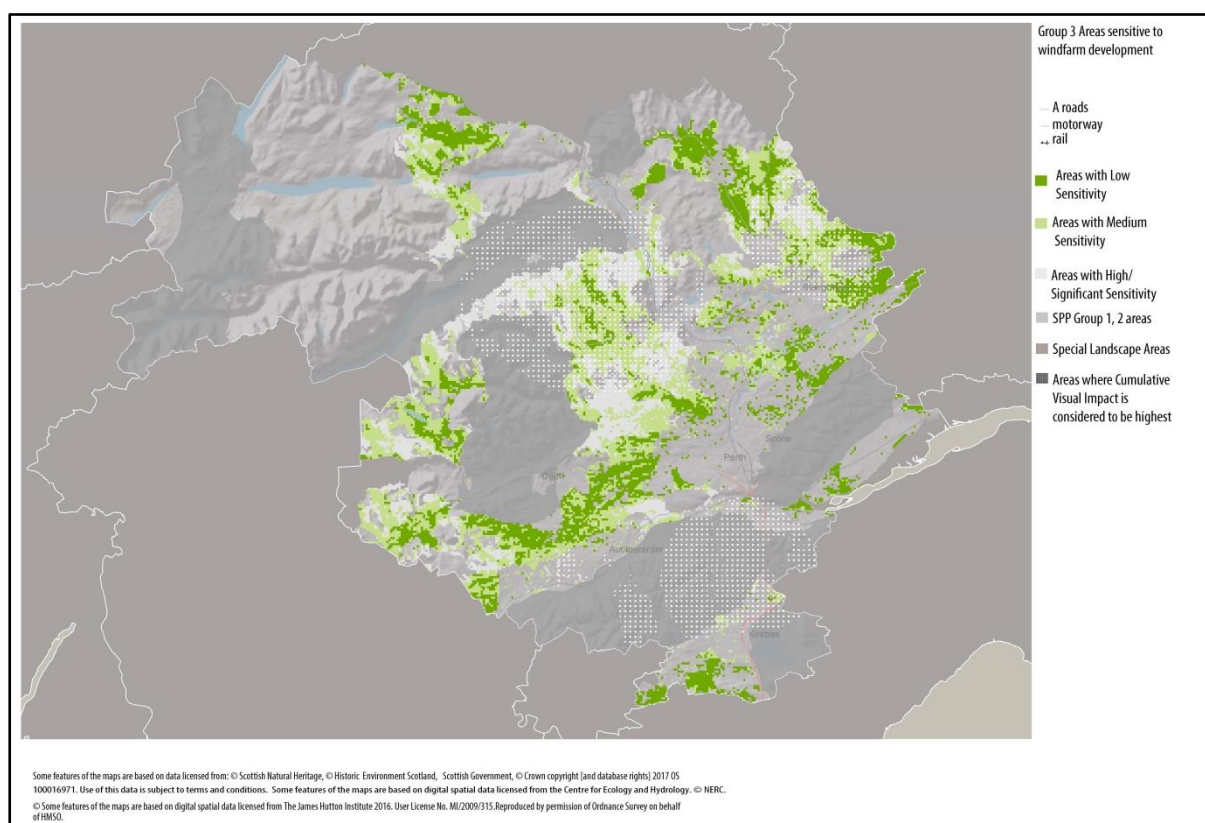 Group 3 Areas sensitive to
windfarm development
A roads
motorway
rail
Areas with Low
Sensitivity
Areas with Medium
Sensitivity
Areas with High/
Significant Sensitivity
SPP Group 1, 2 areas
Special Landscape Areas
Areas where Cumulative
Visual Impact is
considered to be highest
Scone
Perth
Crieff
Auchterarder
Kinross
Some features of the maps are based on data licensed from: © Scottish Natural Heritage, © Historic Environment Scotland, Scottish Government, © Crown copyright [and database rights] 2017 OS
100016971. Use of this data is subject to terms and conditions. Some features of the maps are based on digital spatial data licensed from the Centre for Ecology and Hydrology. © NERC.
© Some features of the maps are based on digital spatial data licensed from The James Hutton Institute 2016. User License No. MI/2009/315.Reproduced by permission of Ordnance Survey on behalf
of HMSO.